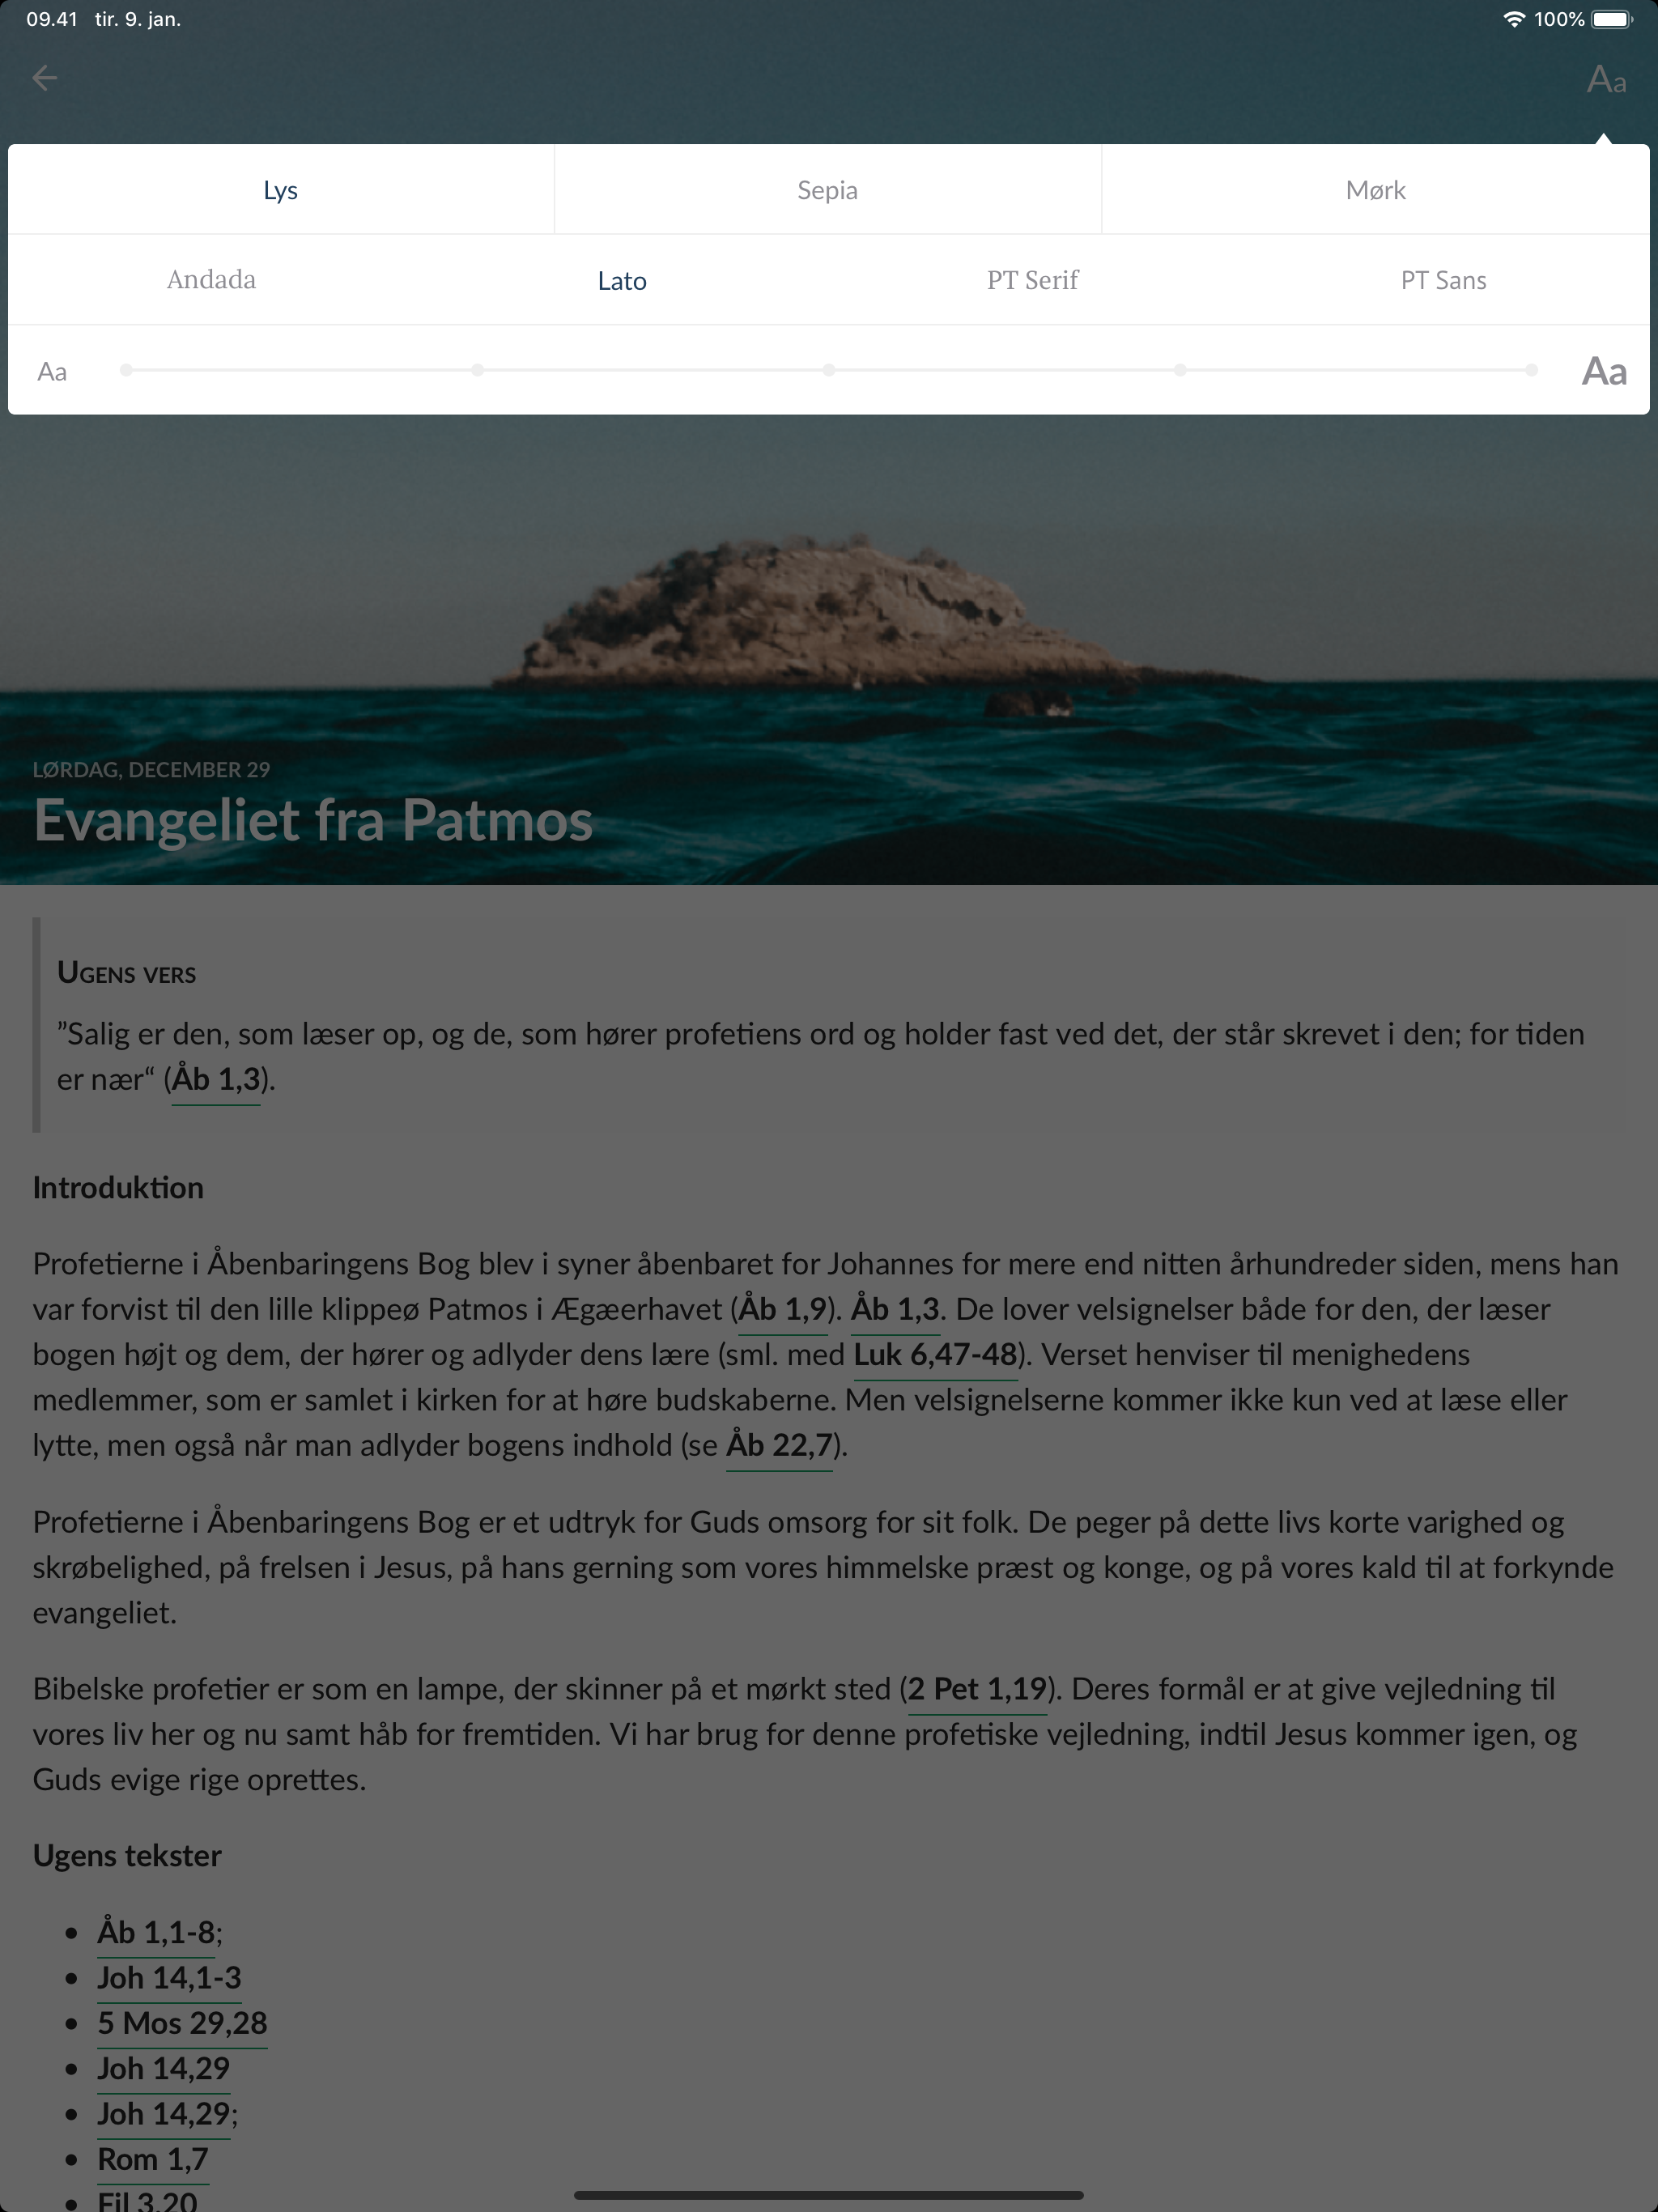 09.41 tir. 9. jan. 100%
Aa
Lys Sepia Mørk
Andada Lato PT Serif PT Sans
Aa Aa
LØRDAG, DECEMBER 29
Evangeliet fra Patmos
UGENS VERS
”Salig er den, som læser op, og de, som hører profetiens ord og holder fast ved det, der står skrevet i den; for tiden
er nær“ (Åb 1,3).
Introduktion
Profetierne i Åbenbaringens Bog blev i syner åbenbaret for Johannes for mere end nitten århundreder siden, mens han
var forvist til den lille klippeø Patmos i Ægæerhavet (Åb 1,9). Åb 1,3. De lover velsignelser både for den, der læser
bogen højt og dem, der hører og adlyder dens lære (sml. med Luk 6,47-48). Verset henviser til menighedens
medlemmer, som er samlet i kirken for at høre budskaberne. Men velsignelserne kommer ikke kun ved at læse eller
lytte, men også når man adlyder bogens indhold (se Åb 22,7).
Profetierne i Åbenbaringens Bog er et udtryk for Guds omsorg for sit folk. De peger på dette livs korte varighed og
skrøbelighed, på frelsen i Jesus, på hans gerning som vores himmelske præst og konge, og på vores kald til at forkynde
evangeliet.
Bibelske profetier er som en lampe, der skinner på et mørkt sted (2 Pet 1,19). Deres formål er at give vejledning til
vores liv her og nu samt håb for fremtiden. Vi har brug for denne profetiske vejledning, indtil Jesus kommer igen, og
Guds evige rige oprettes.
Ugens tekster
• Åb 1,1-8;
• Joh 14,1-3
• 5 Mos 29,28
• Joh 14,29
• Joh 14,29;
• Rom 1,7
• Fil 3,20